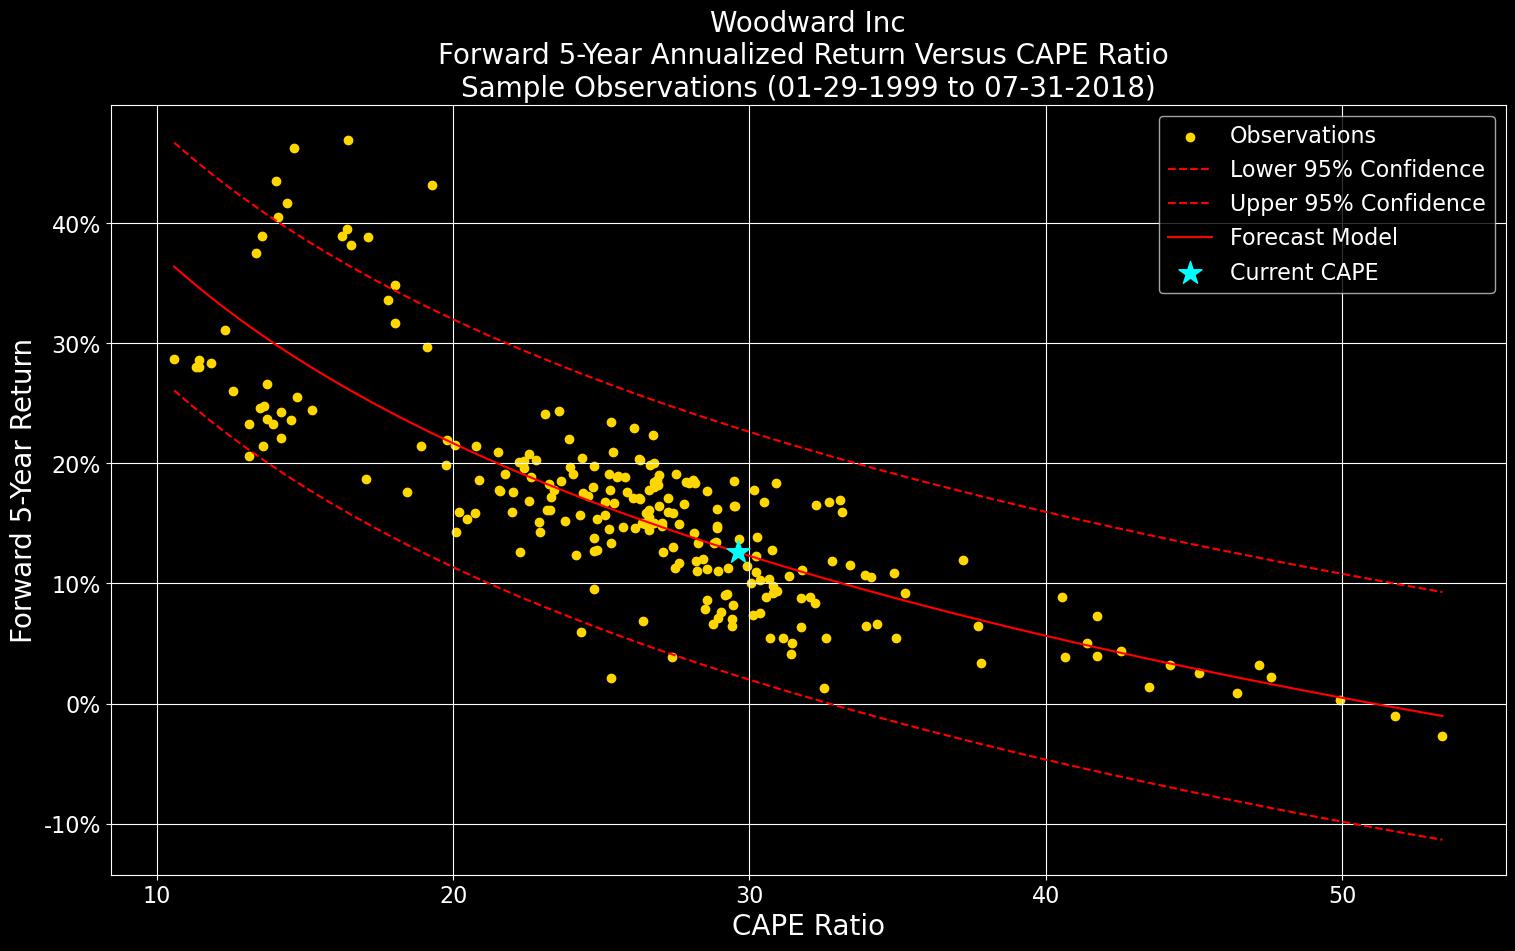 Woodward Inc
Forward 5-Year Annualized Return Versus CAPE Ratio
Sample Observations (01-29-1999 to 07-31-2018)
Observations
Lower 95% Confidence
Upper 95% Confidence
Forecast Model
Current CAPE
Forward 5-Year Return
40%
30%
20%
10%
0%
-10%
10 20 30 40 50
CAPE Ratio